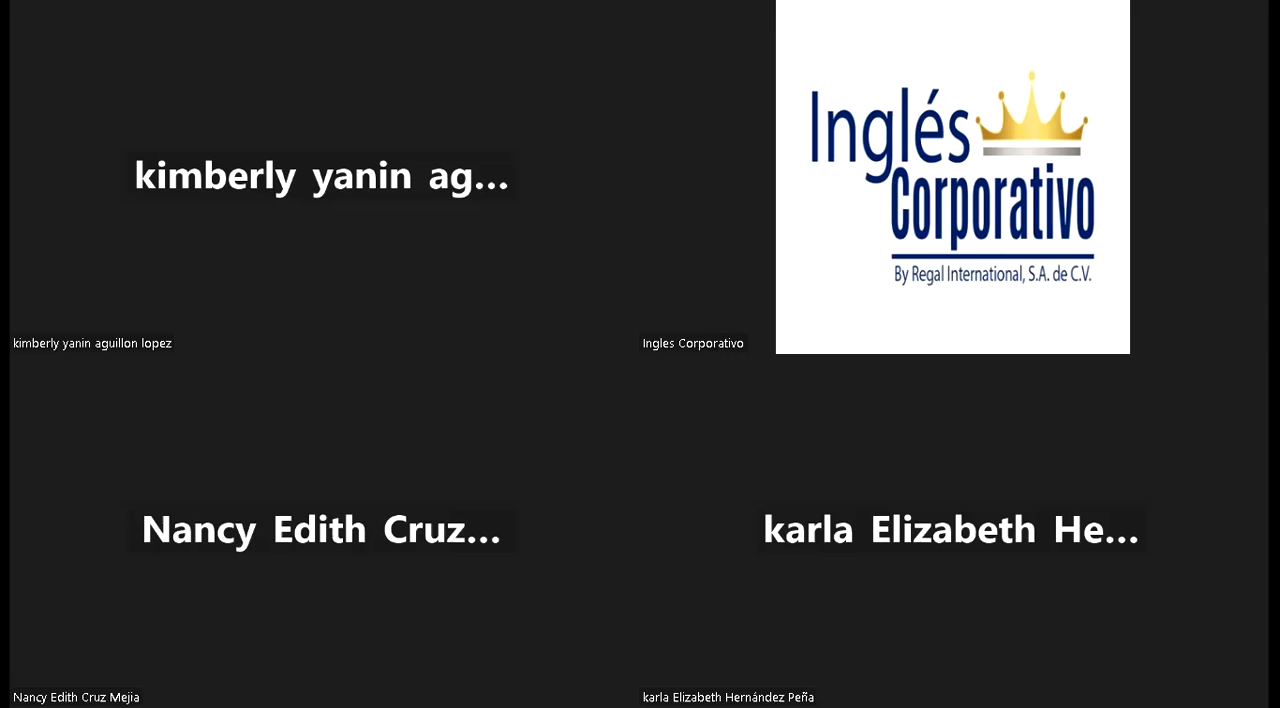 kimberly yanin ag...
kimberly yanin aguillon lopez
Inglés
Corporativo
By Regal International, S.A. de C.V.
Ingles Corporativo
Nancy Edith Cruz...
Nancy Edith Cruz Mejia
karla Elizabeth He...
karla Elizabeth Hernández Peña